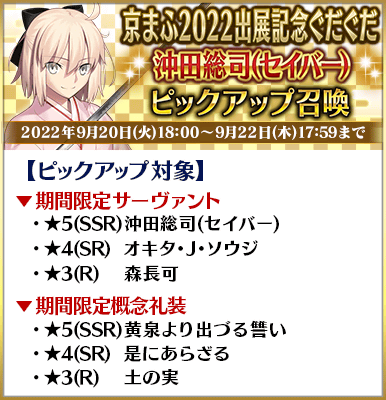 京まふ2022出展記念ぐだぐだ
沖田総司(セイバー)
ピックアップ召喚
2022年9月20日(火)18:00～9月22日(木)17:59まで
【ピックアップ対象】
▼期間限定サーヴァント
・★5(SSR)沖田総司(セイバー)
・★4(SR) オキタ・J・ソウジ
・★3(R) 森長可
▼期間限定概念礼装
・★5(SSR)黄泉より出づる讐い
・★4(SR) 是にあらざる
・★3(R) 土の実